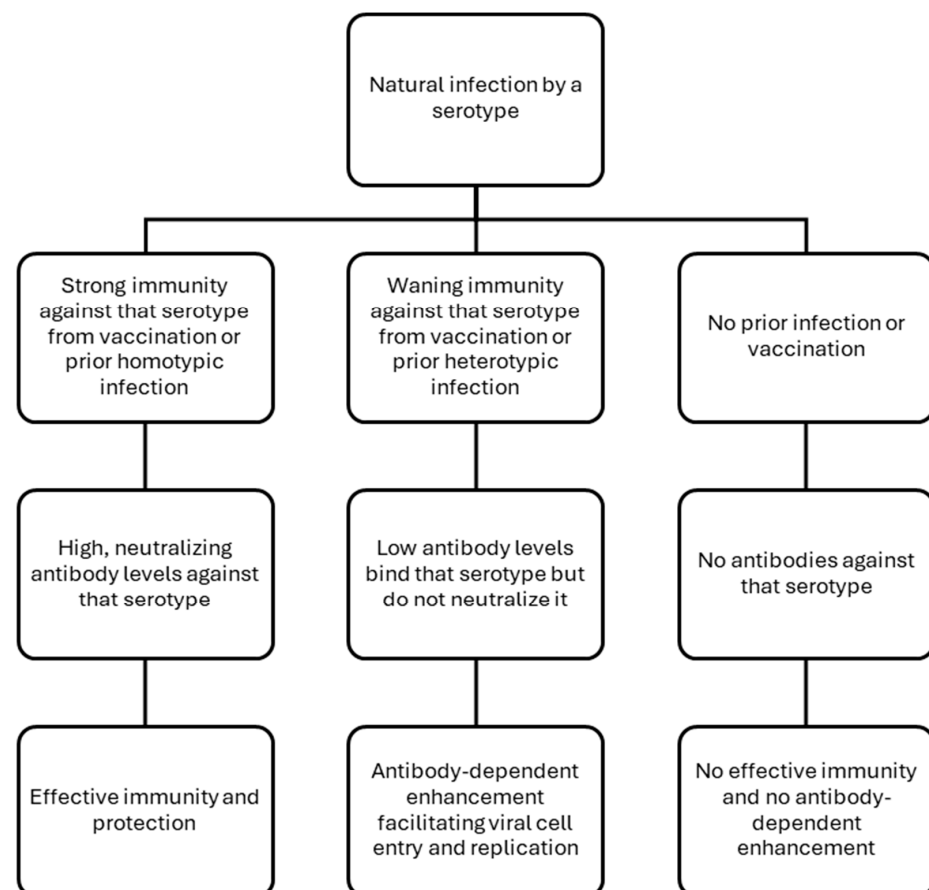 Natural infection by a
serotype
Strong immunity
against that serotype
from vaccination or
prior homotypic
infection
Waning immunity
against that serotype
from vaccination or
prior heterotypic
infection
No prior infection or
vaccination
High, neutralizing
antibody levels against
that serotype
Low antibody levels
bind that serotype but
do not neutralize it
No antibodies against
that serotype
Effective immunity and
protection
Antibody-dependent
enhancement
facilitating viral cell
entry and replication
No effective immunity
and no antibody-
dependent
enhancement